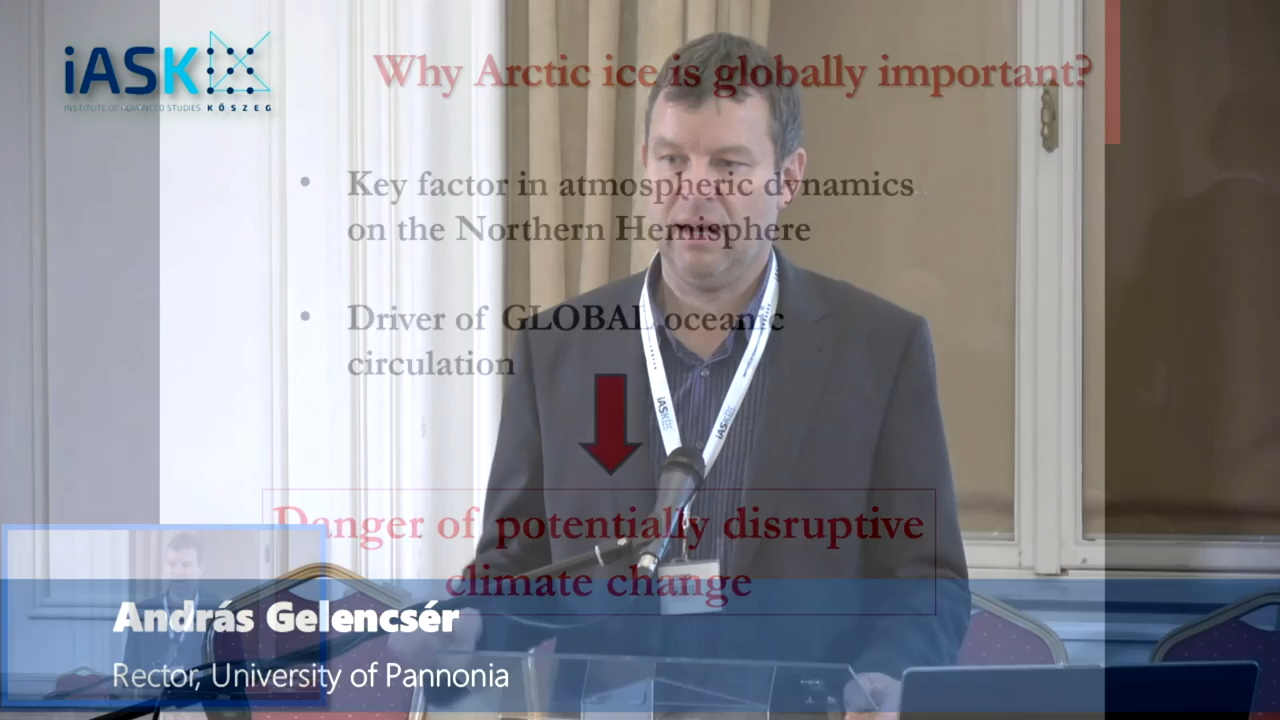 iASK
INSTITUTE OF ADVANCED STUDIES KŐSZEG
Why Arctic ice is globally important?
• Key factor in atmospheric dynamics
on the Northern Hemisphere
• Driver of GLOBAL oceanic
circulation
iASK
iASK
Danger of potentially disruptive
climate change
András Gelencsér
Rector, University of Pannonia